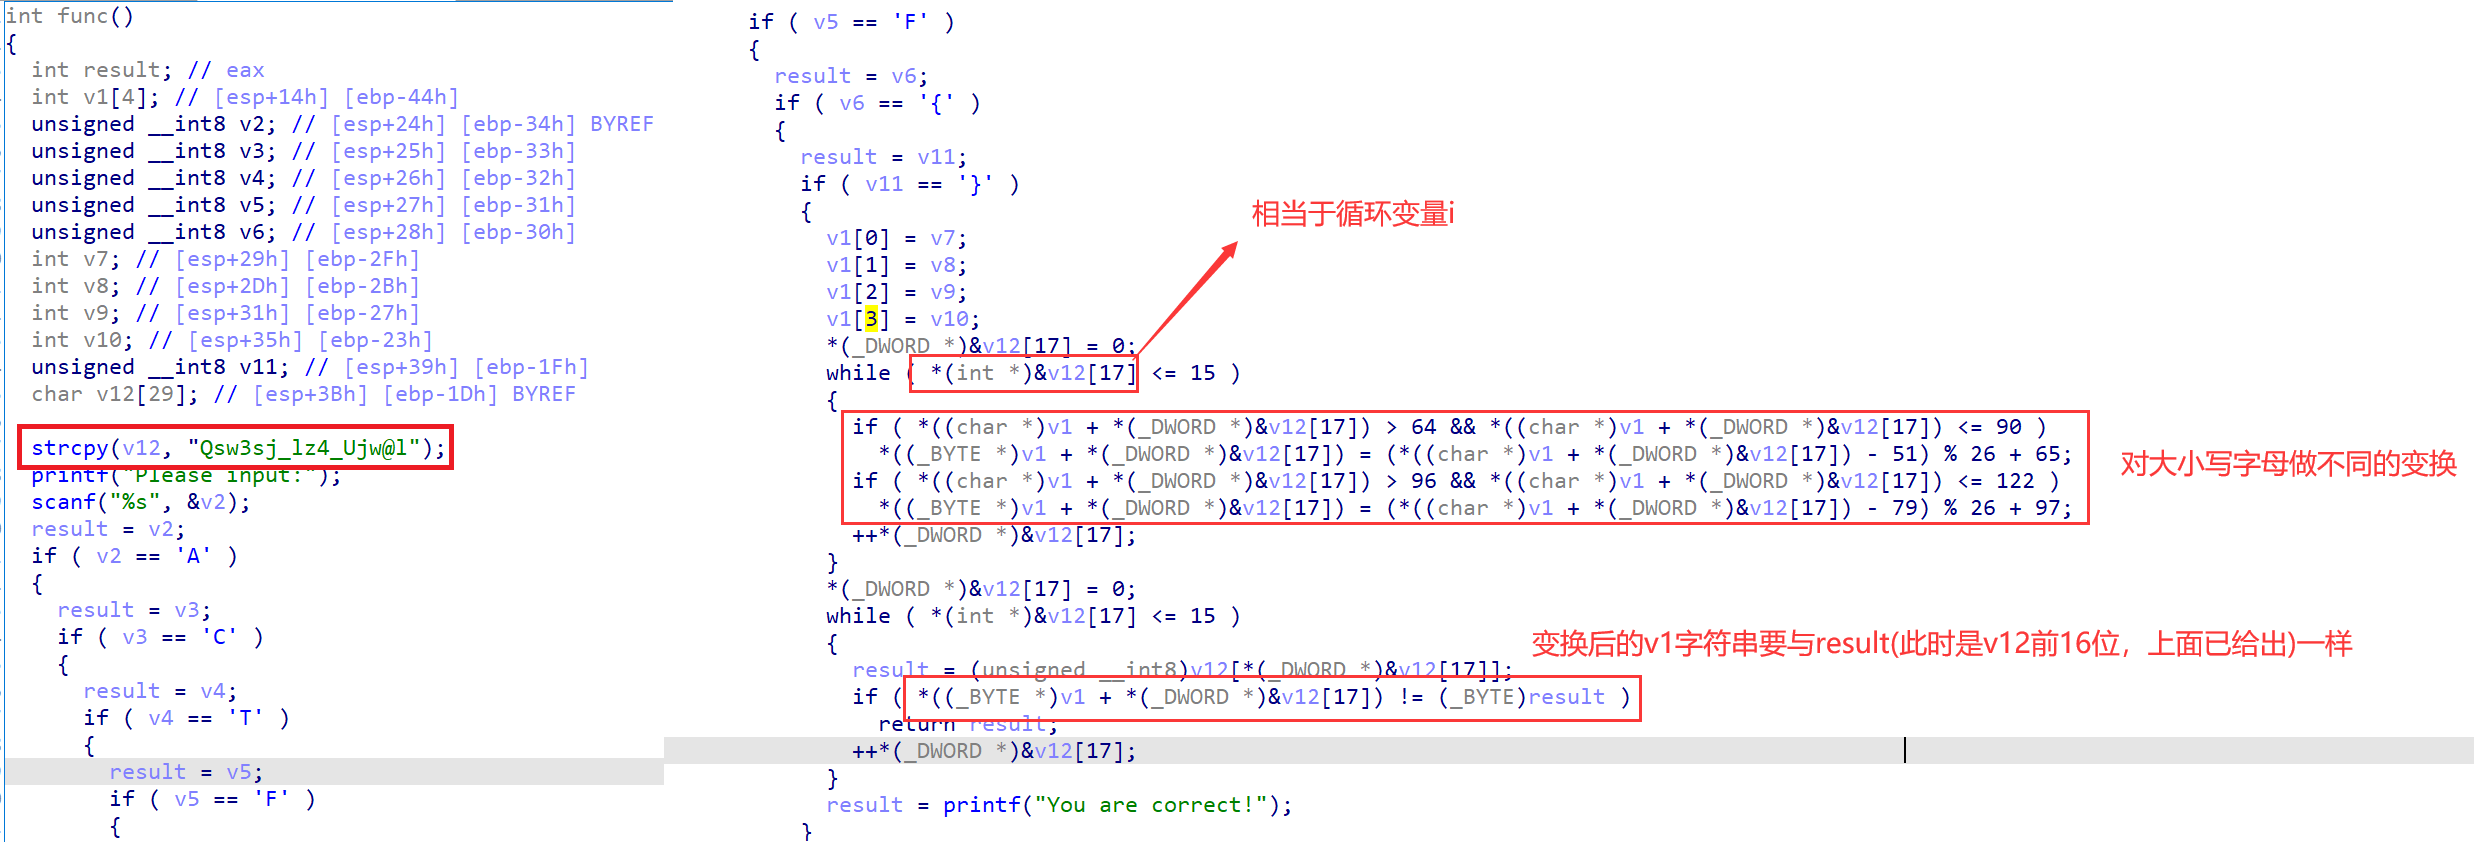 int func()
{
int result; // eax
int v1[4]; // [esp+14h] [ebp-44h]
unsigned __int8 v2; // [esp+24h] [ebp-34h] BYREF
unsigned __int8 v3; // [esp+25h] [ebp-33h]
unsigned __int8 v4; // [esp+26h] [ebp-32h]
unsigned __int8 v5; // [esp+27h] [ebp-31h]
unsigned __int8 v6; // [esp+28h] [ebp-30h]
int v7; // [esp+29h] [ebp-2Fh]
int v8; // [esp+2Dh] [ebp-2Bh]
int v9; // [esp+31h] [ebp-27h]
int v10; // [esp+35h] [ebp-23h]
unsigned __int8 v11; // [esp+39h] [ebp-1Fh]
char v12[29]; // [esp+3Bh] [ebp-1Dh] BYREF
strcpy(v12, "Qsw3sj_lz4_Ujw@l");
printf("Please input:");
scanf("%s", &v2);
result = v2;
if ( v2 == 'A' )
{
result = v3;
if ( v3 == 'C' )
{
result = v4;
if ( v4 == 'T' )
{
result = v5;
if ( v5 == 'F' )
{
if ( v5 == 'F' )
{
result = v6;
if ( v6 == '{' )
{
result = v11;
if ( v11 == '}' )
{
v1[0] = v7;
v1[1] = v8;
v1[2] = v9;
v1[3] = v10;
*(_DWORD *)&v12[17] = 0;
while ( *(int *)&v12[17] <= 15 )
{
if ( *((char *)v1 + *(_DWORD *)&v12[17]) > 64 && *((char *)v1 + *(_DWORD *)&v12[17]) <= 90 )
*((_BYTE *)v1 + *(_DWORD *)&v12[17]) = (*((char *)v1 + *(_DWORD *)&v12[17]) - 51) % 26 + 65;
if ( *((char *)v1 + *(_DWORD *)&v12[17]) > 96 && *((char *)v1 + *(_DWORD *)&v12[17]) <= 122 )
*((_BYTE *)v1 + *(_DWORD *)&v12[17]) = (*((char *)v1 + *(_DWORD *)&v12[17]) - 79) % 26 + 97;
++*(_DWORD *)&v12[17];
}
*(_DWORD *)&v12[17] = 0;
while ( *(int *)&v12[17] <= 15 )
{
result = (unsigned __int8)v12[*(_DWORD *)&v12[17]];
if ( *((_BYTE *)v1 + *(_DWORD *)&v12[17]) != (_BYTE)result )
return result;
++*(_DWORD *)&v12[17];
}
result = printf("You are correct!");
}
相当于循环变量i
对大小写字母做不同的变换
变换后的v1字符串要与result(此时是v12前16位，上面已给出)一样